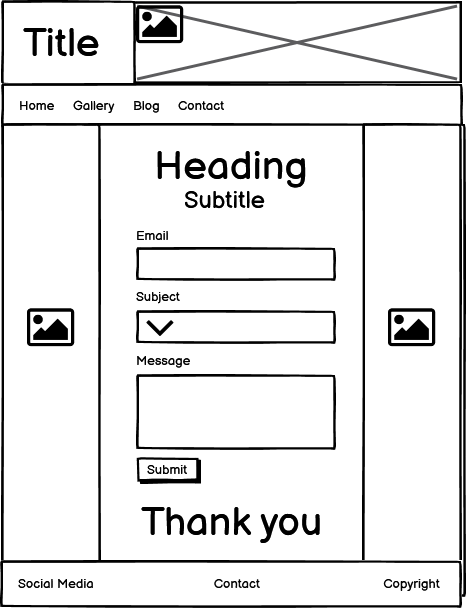 Title
Home Gallery Blog Contact
Heading
Subtitle
Email
Subject
Message
Submit
Thank you
Social Media Contact Copyright